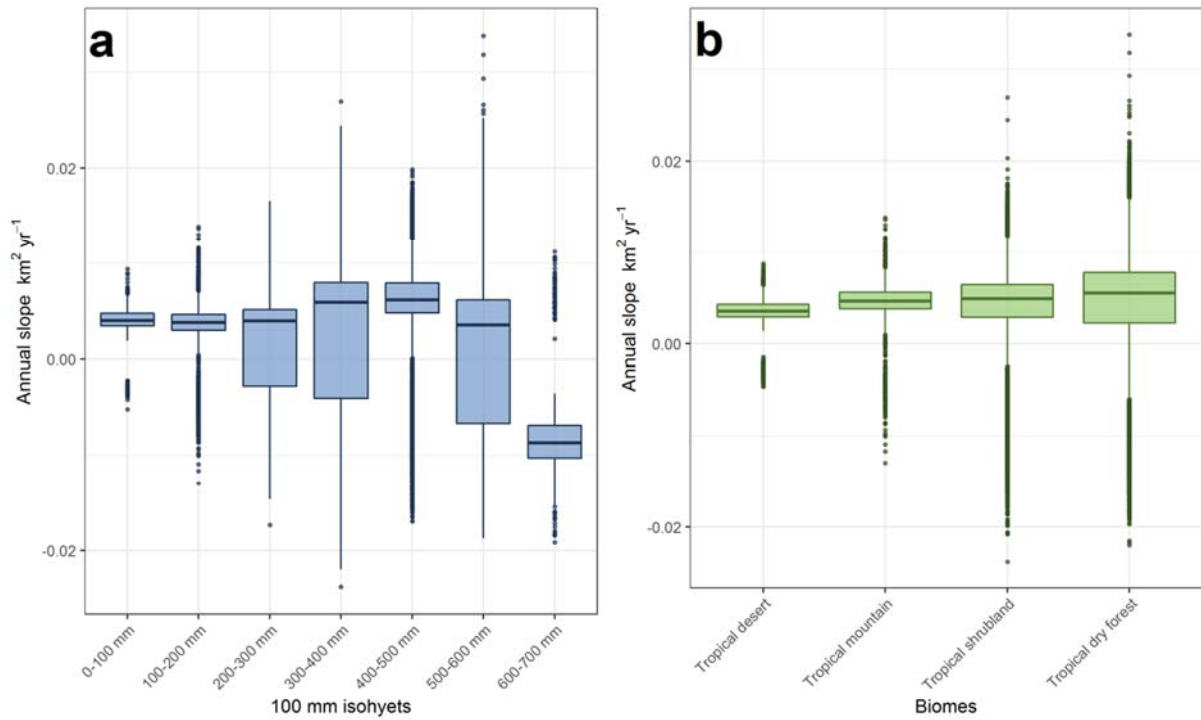 a
Annual slope km² yr⁻¹
0.02
0.00
-0.02
0-100 mm
100-200 mm
200-300 mm
300-400 mm
400-500 mm
500-600 mm
600-700 mm
100 mm isohyets
b
Annual slope km² yr⁻¹
0.02
0.00
-0.02
Tropical desert
Tropical mountain
Tropical shrubland
Tropical dry forest
Biomes